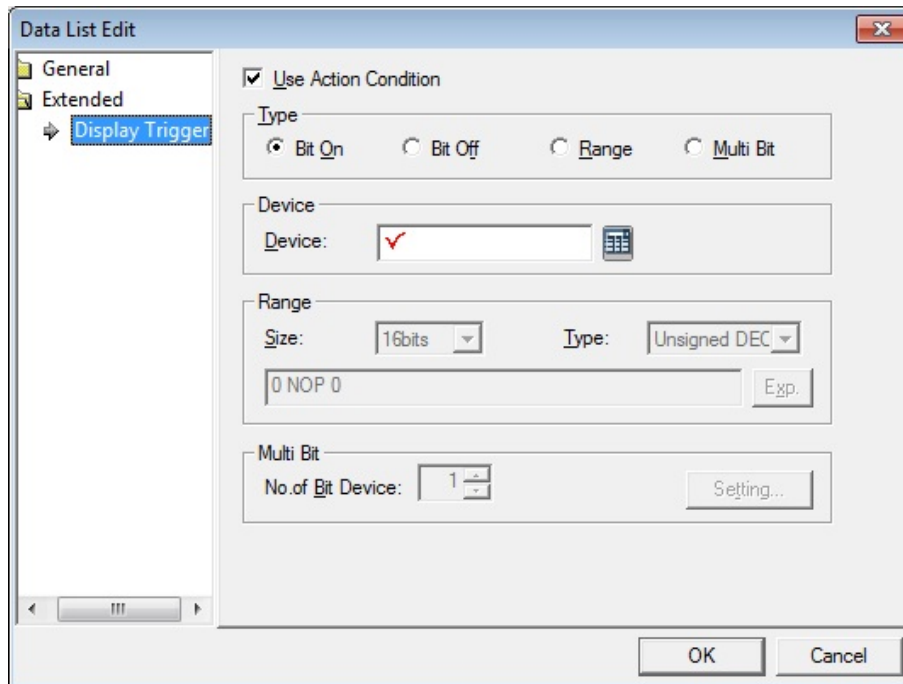 Data List Edit
General
Extended
Display Trigger
Use Action Condition
Type
Bit On
Bit Off
Range
Multi Bit
Device
Device:
Range
Size:
16bits
Type:
Unsigned DEC
0 NOP 0
Exp.
Multi Bit
No.of Bit Device:
1
Setting...
OK
Cancel